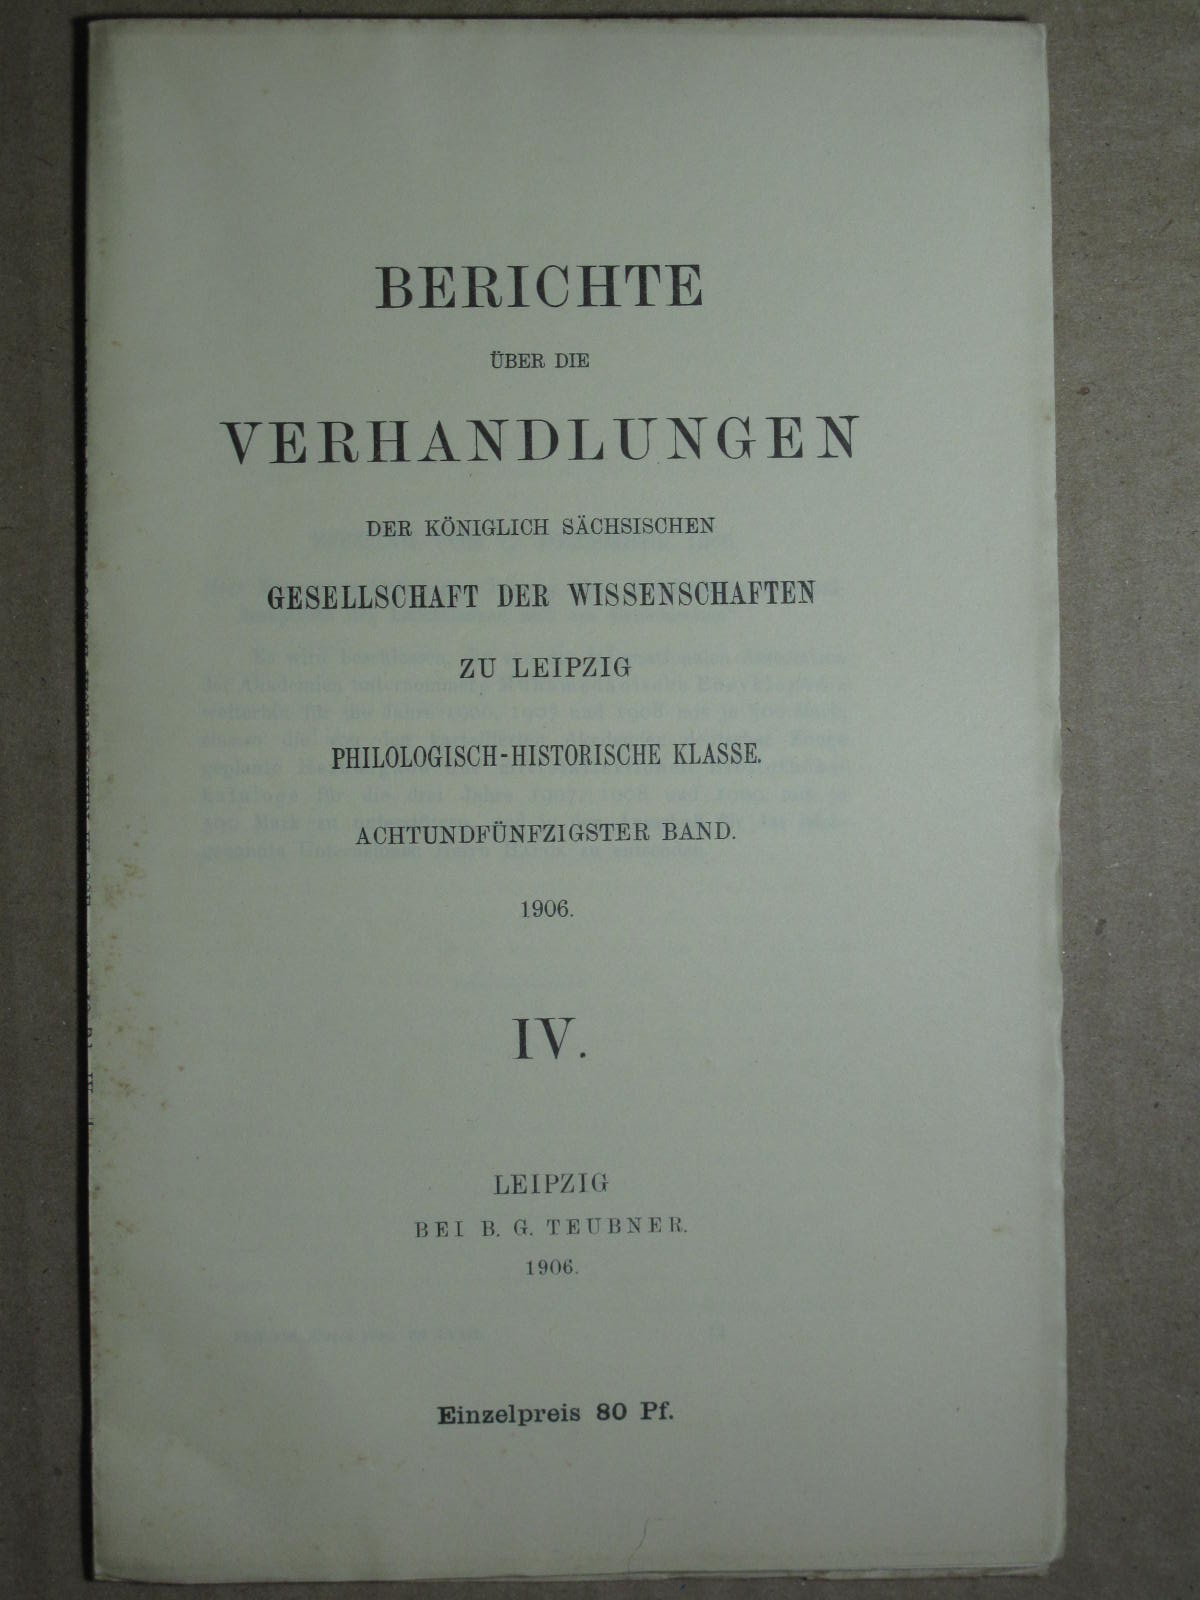 BERICHTE
ÜBER DIE
VERHANDLUNGEN
DER KÖNIGLICH SÄCHSISCHEN
GESELLSCHAFT DER WISSENSCHAFTEN
ZU LEIPZIG
PHILOLOGISCH-HISTORISCHE KLASSE.
ACHTUNDFÜNFZIGSTER BAND.
1906.
IV.
LEIPZIG
BEI B. G. TEUBNER.
1906.
Einzelpreis 80 Pf.